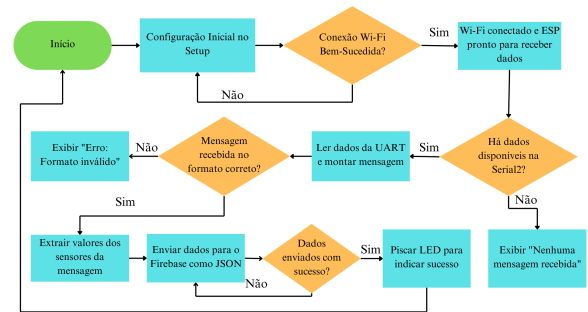 Início
Configuração Inicial no
Setup
Conexão Wi-Fi
Bem-Sucedida?
Sim
Wi-Fi conectado e ESP
pronto para receber
dados
Não
Há dados
disponíveis na
Serial2?
Sim
Ler dados da UART
e montar mensagem
Mensagem
recebida no
formato correto?
Não
Exibir "Erro:
Formato inválido"
Sim
Não
Exibir "Nenhuma
mensagem recebida"
Extrair valores dos
sensores da
mensagem
Enviar dados para o
Firebase como JSON
Dados
enviados com
sucesso?
Sim
Não
Piscar LED para
indicar sucesso